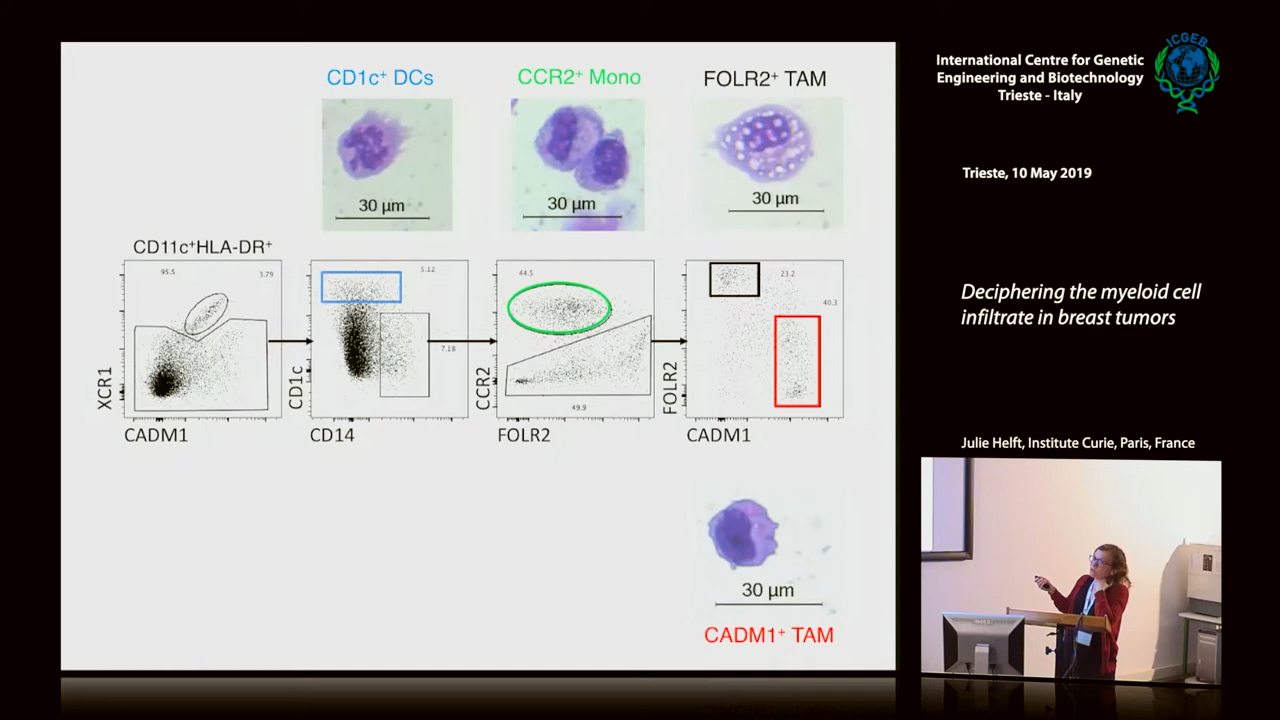 CD1c⁺ DCs
CCR2⁺ Mono
FOLR2⁺ TAM
30 µm
30 µm
30 µm
CD11c⁺HLA-DR⁺
95.5
3.79
XCR1
CADM1
5.12
7.18
CD1c
CD14
44.5
49.9
CCR2
FOLR2
23.2
40.3
FOLR2
CADM1
30 µm
CADM1⁺ TAM
International Centre for Genetic
Engineering and Biotechnology
Trieste - Italy
ICGEB
Trieste, 10 May 2019
Deciphering the myeloid cell
infiltrate in breast tumors
Julie Helft, Institute Curie, Paris, France
DELL